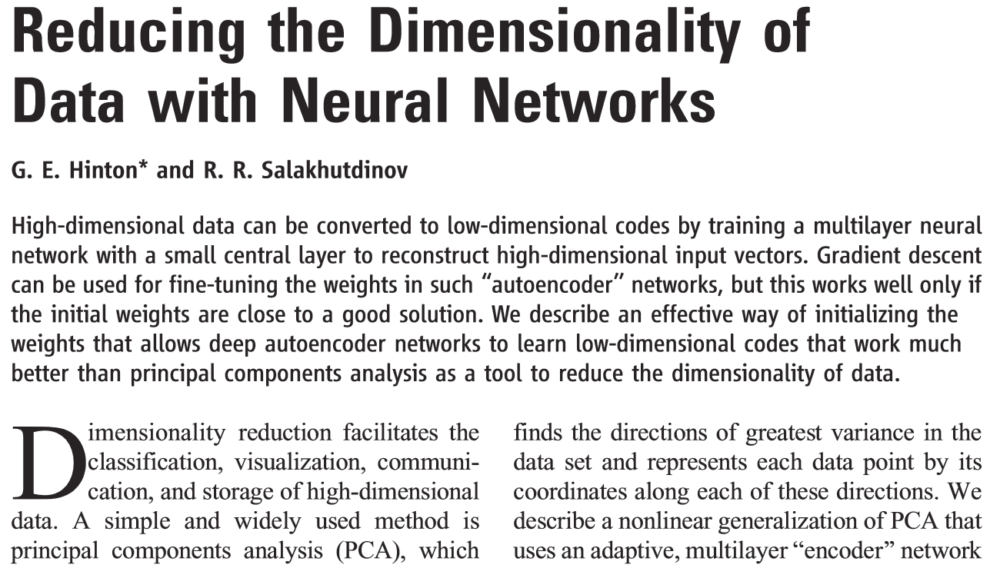 Reducing the Dimensionality of
Data with Neural Networks
G. E. Hinton* and R. R. Salakhutdinov
High-dimensional data can be converted to low-dimensional codes by training a multilayer neural
network with a small central layer to reconstruct high-dimensional input vectors. Gradient descent
can be used for fine-tuning the weights in such “autoencoder” networks, but this works well only if
the initial weights are close to a good solution. We describe an effective way of initializing the
weights that allows deep autoencoder networks to learn low-dimensional codes that work much
better than principal components analysis as a tool to reduce the dimensionality of data.
Dimensionality reduction facilitates the
classification, visualization, communi-
cation, and storage of high-dimensional
data. A simple and widely used method is
principal components analysis (PCA), which
finds the directions of greatest variance in the
data set and represents each data point by its
coordinates along each of these directions. We
describe a nonlinear generalization of PCA that
uses an adaptive, multilayer “encoder” network